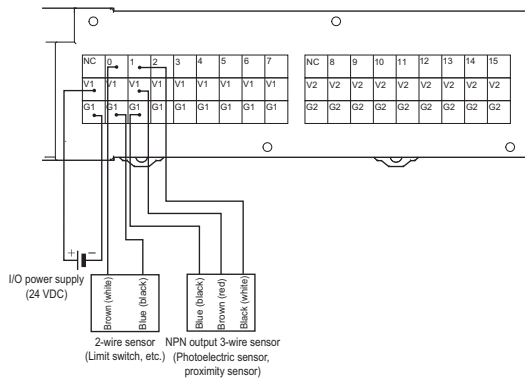 NC 0 1 2 3 4 5 6 7 NC 8 9 10 11 12 13 14 15
V1 V1 V1 V1 V1 V1 V1 V1 V1 V2 V2 V2 V2 V2 V2 V2 V2 V2
G1 G1 G1 G1 G1 G1 G1 G1 G1 G2 G2 G2 G2 G2 G2 G2 G2 G2
+ −
I/O power supply
(24 VDC)
Brown (white)
Blue (black)
Blue (black)
Brown (red)
Black (white)
2-wire sensor
(Limit switch, etc.)
NPN output 3-wire sensor
(Photoelectric sensor,
proximity sensor)